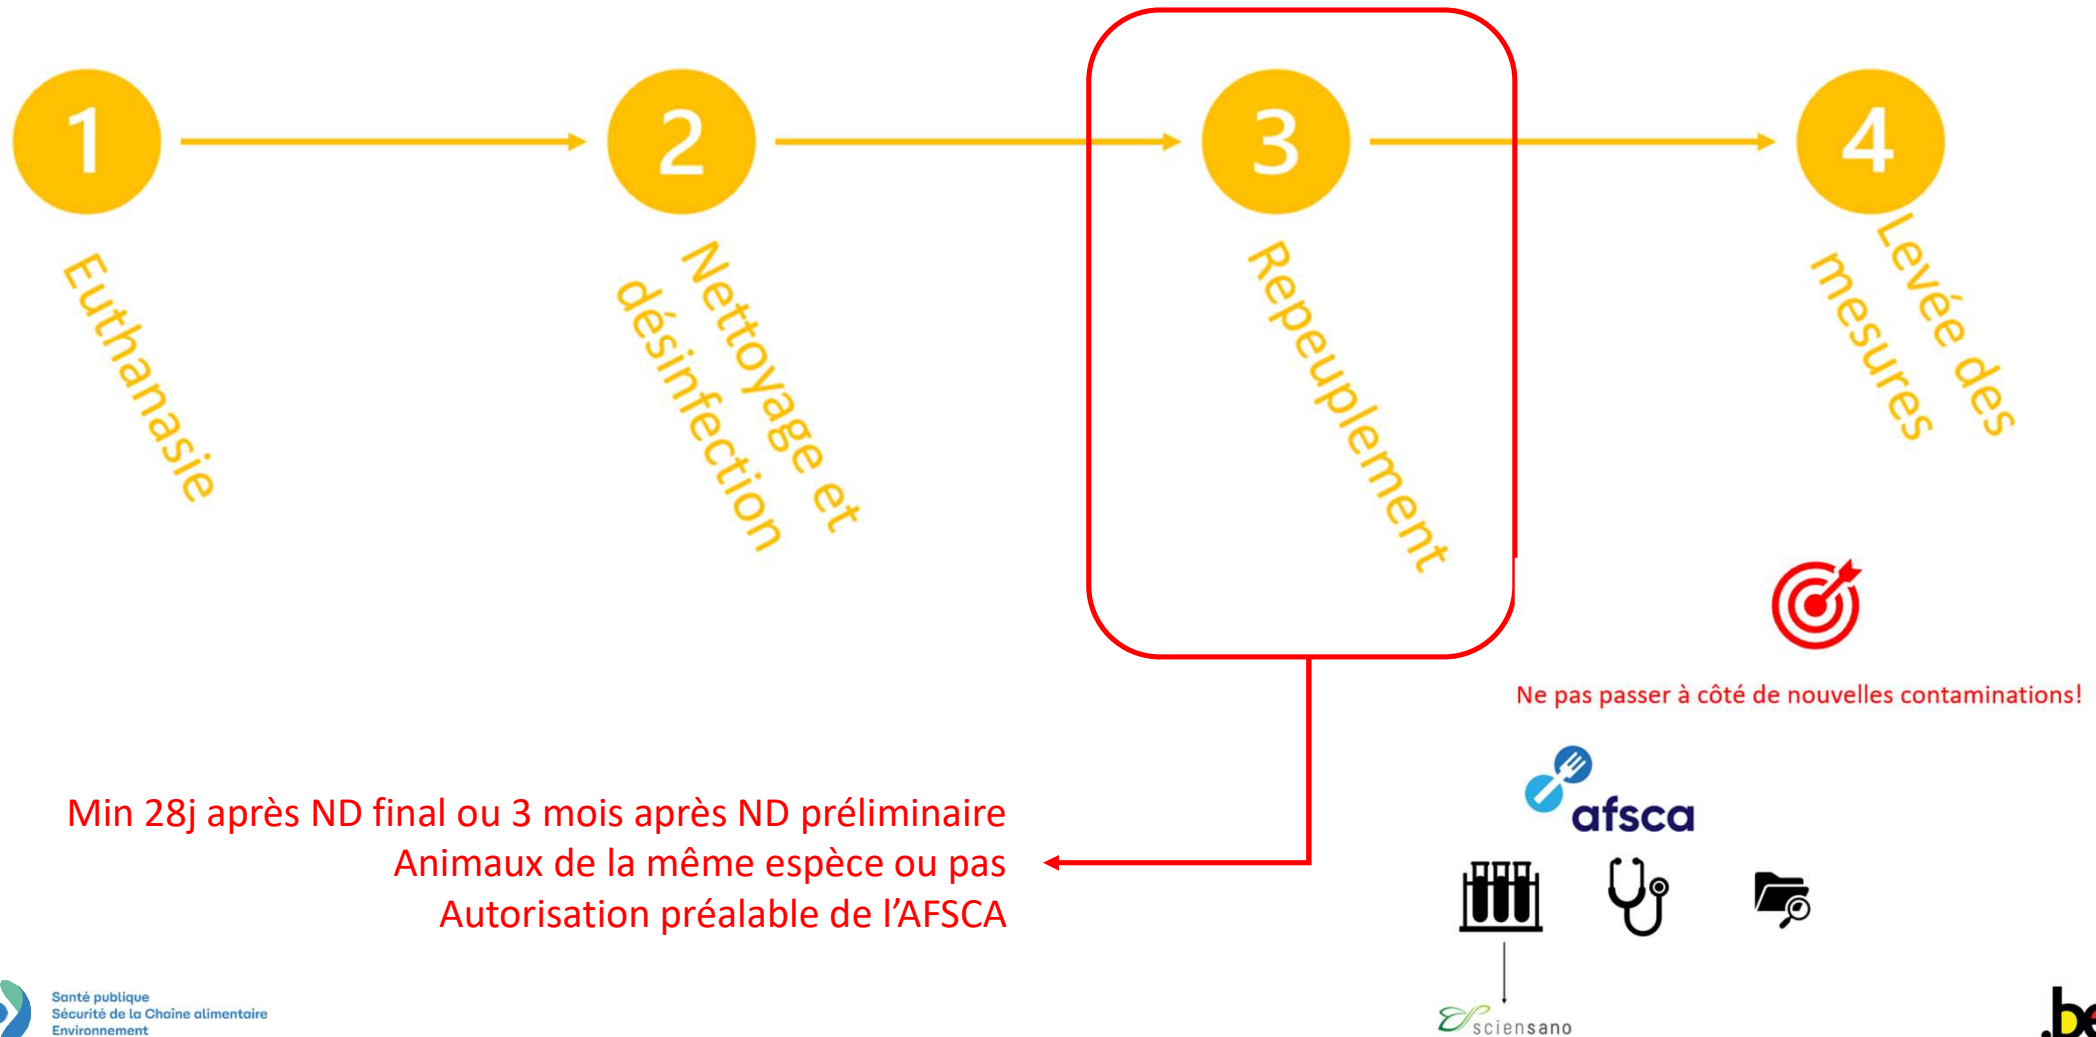 1
2
3
4
Euthanasie
Nettoyage et
désinfection
Repeuplement
Levée des
mesures
Ne pas passer à côté de nouvelles contaminations!
afsca
Min 28j après ND final ou 3 mois après ND préliminaire
Animaux de la même espèce ou pas
Autorisation préalable de l'AFSCA
Santé publique
Sécurité de la Chaîne alimentaire
Environnement
sciensano
.be